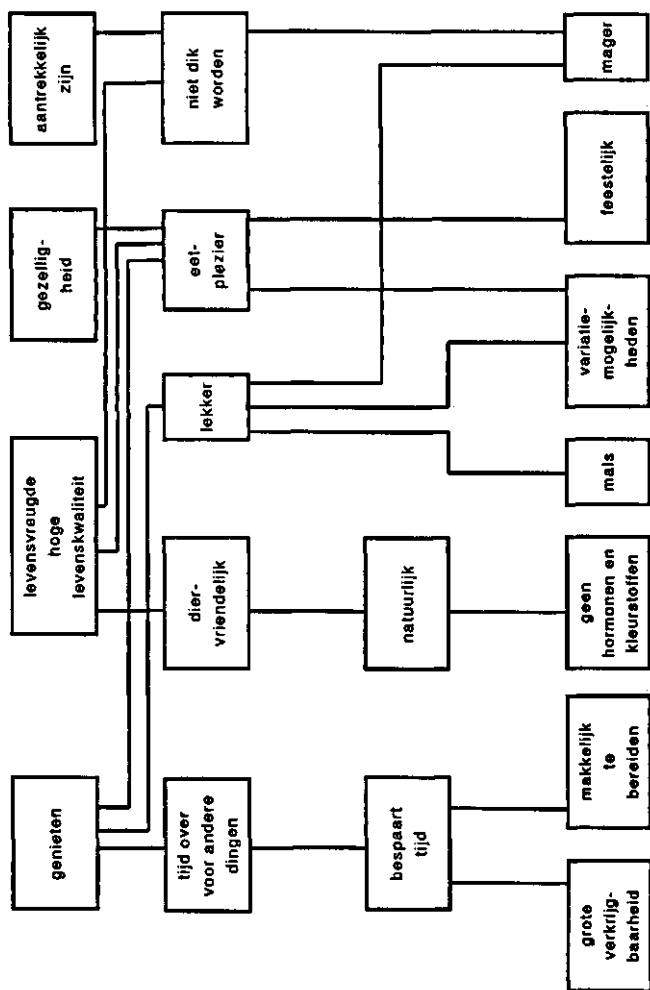 genieten
levensvreugde
hoge
levenskwaliteit
gezellig-
heid
aantrekkelijk
zijn
tijd over
voor andere
dingen
dier-
vriendelijk
lekker
eet-
plezier
niet dik
worden
bespaart
tijd
natuurlijk
grote
verkrijg-
baarheid
makkelijk
te
bereiden
geen
hormonen en
kleurstoffen
mals
variatie-
mogelijk-
heden
feestelijk
mager